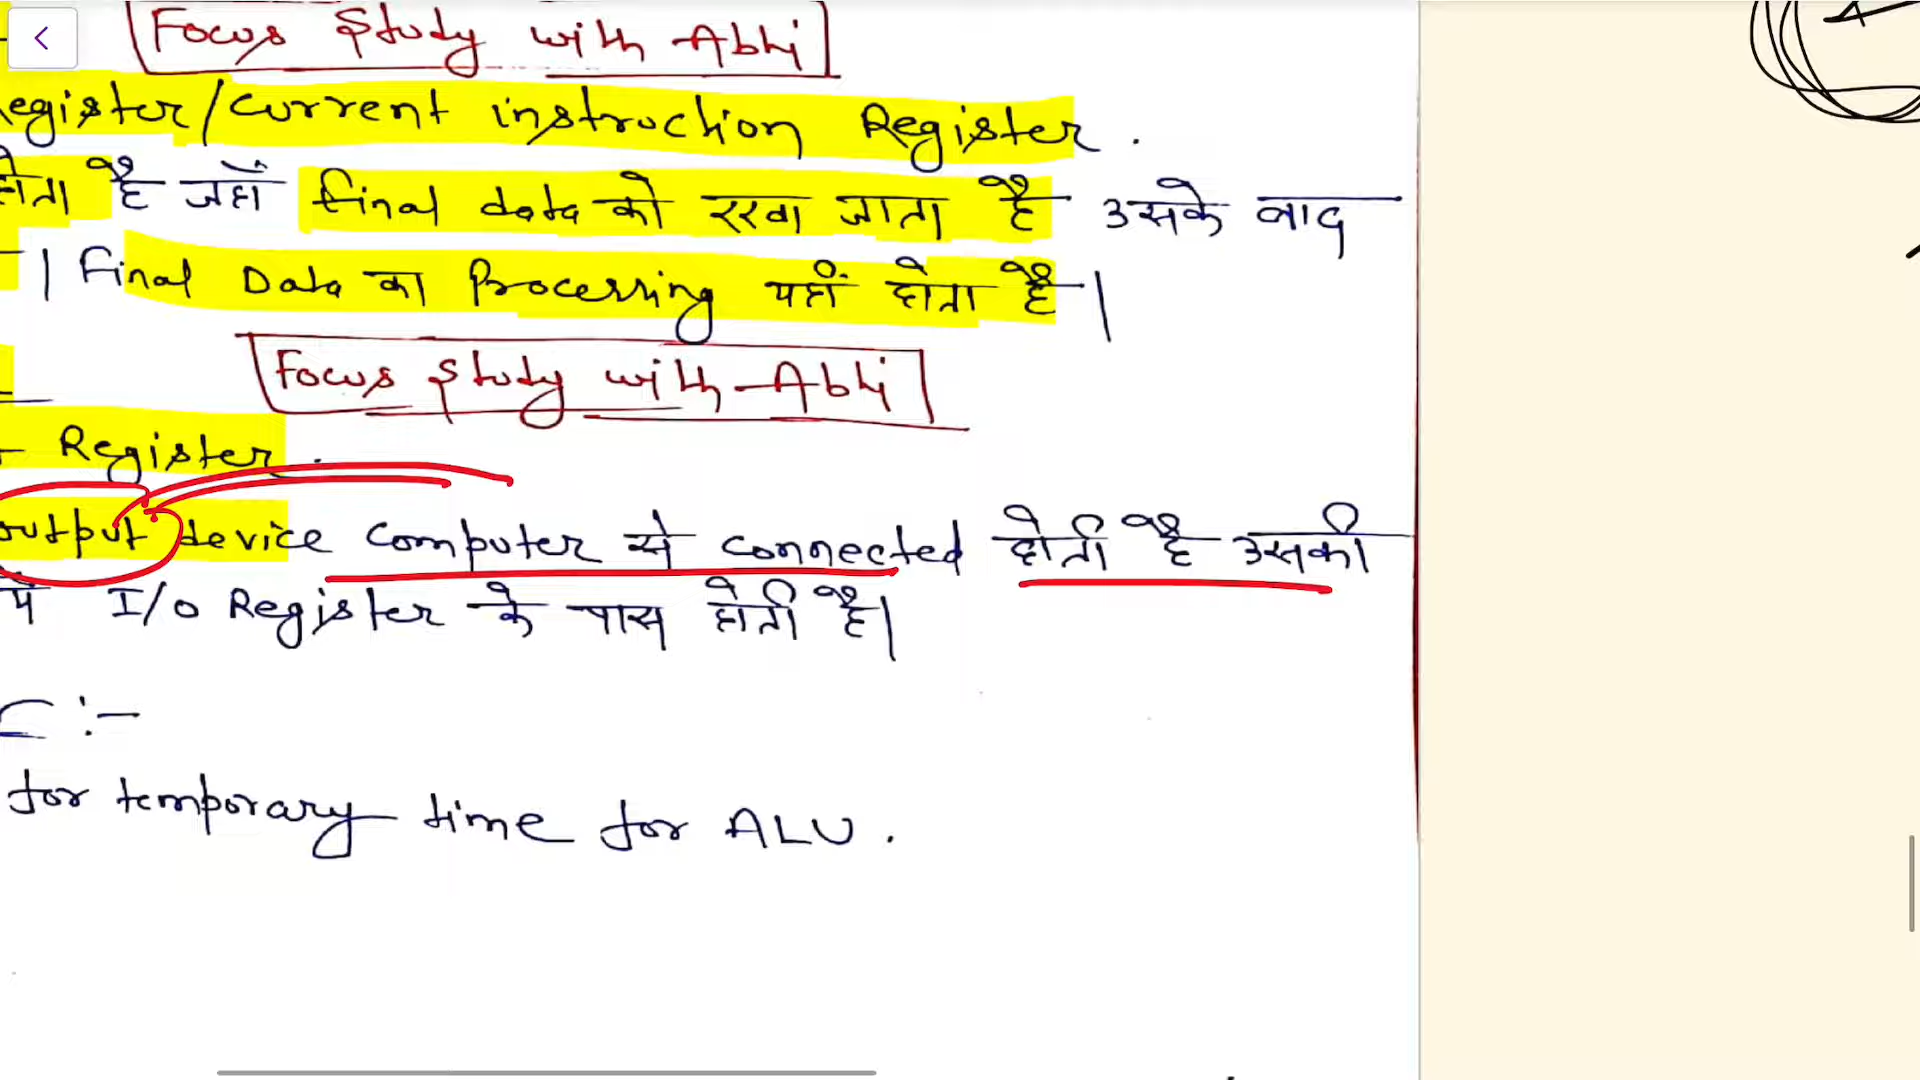 Focus Study with Abhi
egister/current instruction Register.
होता है जहाँ final data को रखा जाता है उसके बाद
| Final Data का Processing यहीं होता है|
Focus Study with Abhi
Register.
output device computer से connected होती है उसकी
में I/O Register के पास होती है|
C :-
for temporary time for ALU.